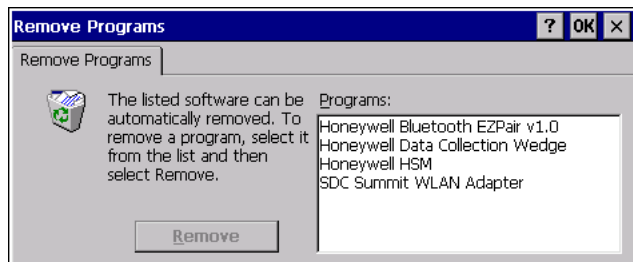 Remove Programs
? OK ×
Remove Programs
The listed software can be
automatically removed. To
remove a program, select it
from the list and then
select Remove.
Remove
Programs:
Honeywell Bluetooth EZPair v1.0
Honeywell Data Collection Wedge
Honeywell HSM
SDC Summit WLAN Adapter